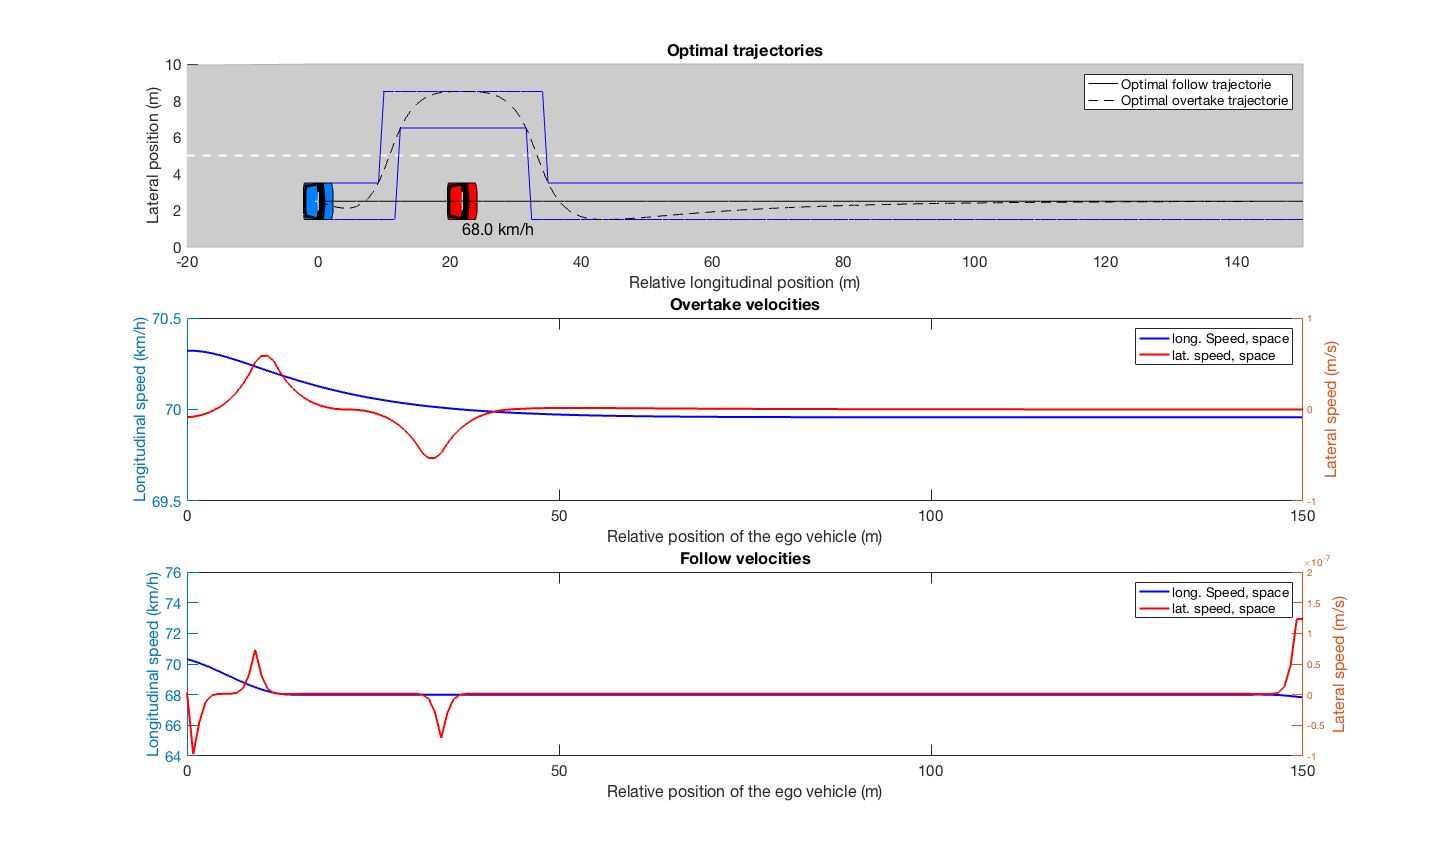 Optimal trajectories
10
8
6
4
2
0
Lateral position (m)
Optimal follow trajectorie
Optimal overtake trajectorie
68.0 km/h
-20
0
20
40
60
80
100
120
140
Relative longitudinal position (m)
Overtake velocities
70.5
70
69.5
Longitudinal speed (km/h)
long. Speed, space
lat. speed, space
1
0
-1
Lateral speed (m/s)
0
50
100
150
Relative position of the ego vehicle (m)
Follow velocities
76
74
72
70
68
66
64
Longitudinal speed (km/h)
long. Speed, space
lat. speed, space
×10-7
2
1.5
1
0.5
0
-0.5
-1
Lateral speed (m/s)
0
50
100
150
Relative position of the ego vehicle (m)